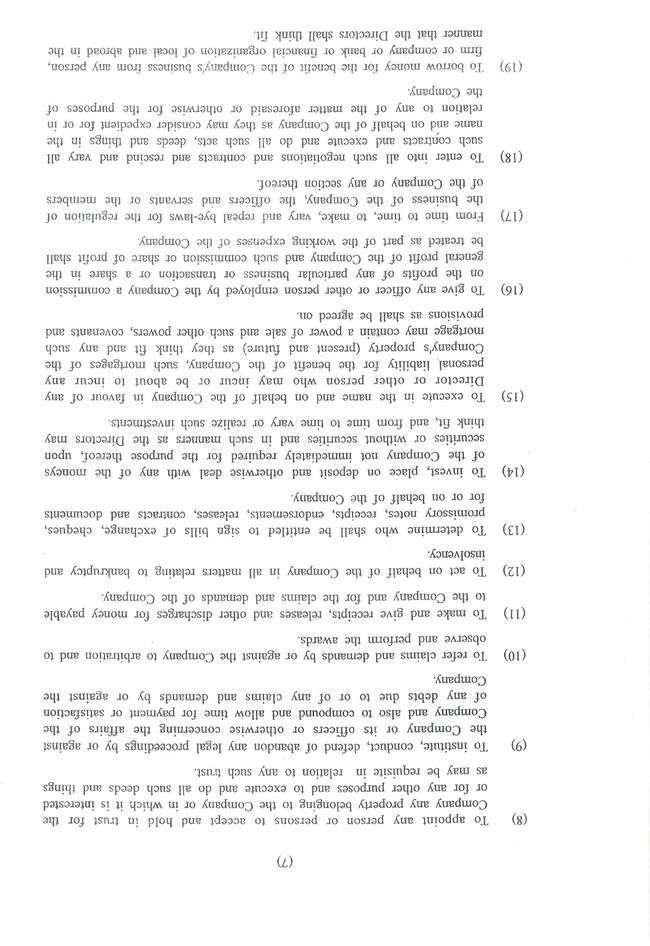 (7)
(8) To appoint any person or persons to accept and hold in trust for the
Company any property belonging to the Company or in which it is interested
or for any other purposes and to execute and do all such deeds and things
as may be requisite in relation to any such trust.
(9) To institute, conduct, defend of abandon any legal proceedings by or against
the Company or its officers or otherwise concerning the affairs of the
Company and also to compound and allow time for payment or satisfaction
of any debts due to or of any claims and demands by or against the
Company.
(10) To refer claims and demands by or against the Company to arbitration and to
observe and perform the awards.
(11) To make and give receipts, releases and other discharges for money payable
to the Company and for the claims and demands of the Company.
(12) To act on behalf of the Company in all matters relating to bankruptcy and
insolvency.
(13) To determine who shall be entitled to sign bills of exchange, cheques,
promissory notes, receipts, endorsements, releases, contracts and documents
for or on behalf of the Company.
(14) To invest, place on deposit and otherwise deal with any of the moneys
of the Company not immediately required for the purpose thereof, upon
securities or without securities and in such manners as the Directors may
think fit, and from time to time vary or realize such investments.
(15) To execute in the name and on behalf of the Company in favour of any
Director or other person who may incur or be about to incur any
personal liability for the benefit of the Company, such mortgages of the
Company's property (present and future) as they think fit and any such
mortgage may contain a power of sale and such other powers, covenants and
provisions as shall be agreed on.
(16) To give any officer or other person employed by the Company a commission
on the profits of any particular business or transaction or a share in the
general profit of the Company and such commission or share of profit shall
be treated as part of the working expenses of the Company.
(17) From time to time, to make, vary and repeal bye-laws for the regulation of
the business of the Company, the officers and servants or the members
of the Company or any section thereof.
(18) To enter into all such negotiations and contracts and rescind and vary all
such contracts and execute and do all such acts, deeds and things in the
name and on behalf of the Company as they may consider expedient for or in
relation to any of the matter aforesaid or otherwise for the purposes of
the Company.
(19) To borrow money for the benefit of the Company's business from any person,
firm or company or bank or financial organization of local and abroad in the
manner that the Directors shall think fit.